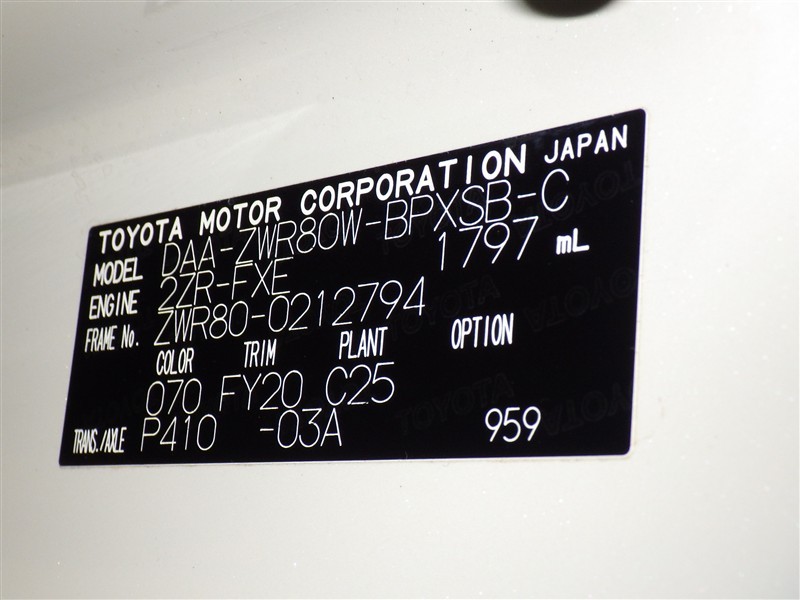 TOYOTA MOTOR CORPORATION JAPAN
MODEL DAA-ZWR80W-BPXSB-C
ENGINE 2ZR-FXE 1797 mL
FRAME No. ZWR80-0212794
COLOR TRIM PLANT OPTION
070 FY20 C25
TRANS./AXLE P410 -03A 959